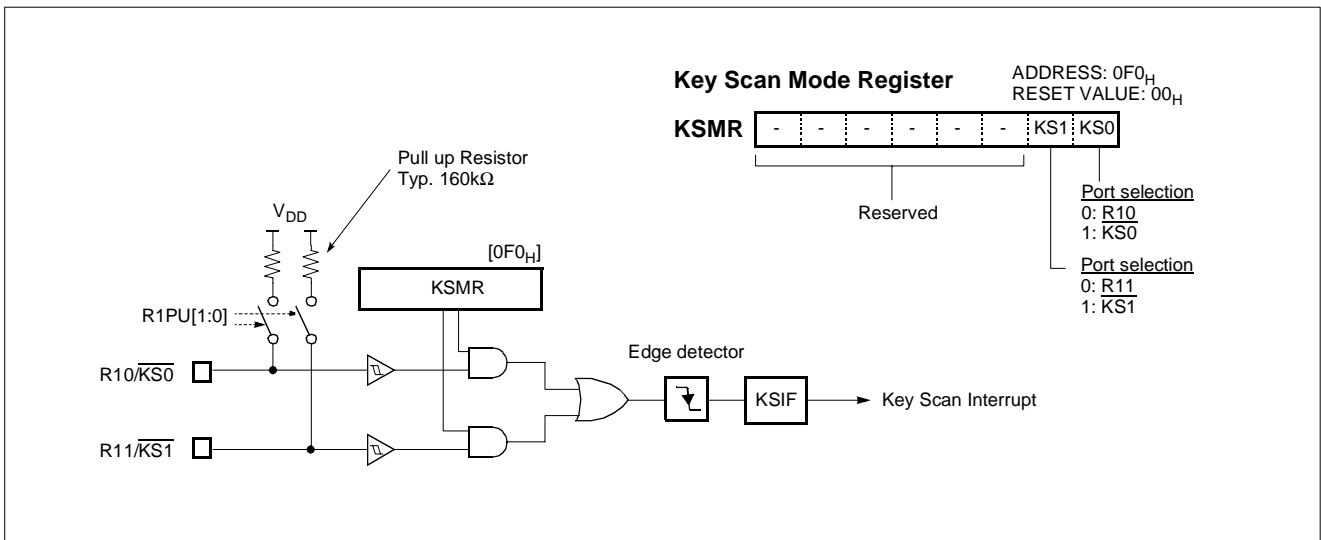 Key Scan Mode Register
ADDRESS: 0F0H
RESET VALUE: 00H
KSMR - - - - - - KS1 KS0
Reserved
Port selection
0: R10
1: KS0
Port selection
0: R11
1: KS1
Pull up Resistor
Typ. 160kΩ
VDD
[0F0H]
KSMR
R1PU[1:0]
Edge detector
R10/KS0
KSIF
Key Scan Interrupt
R11/KS1